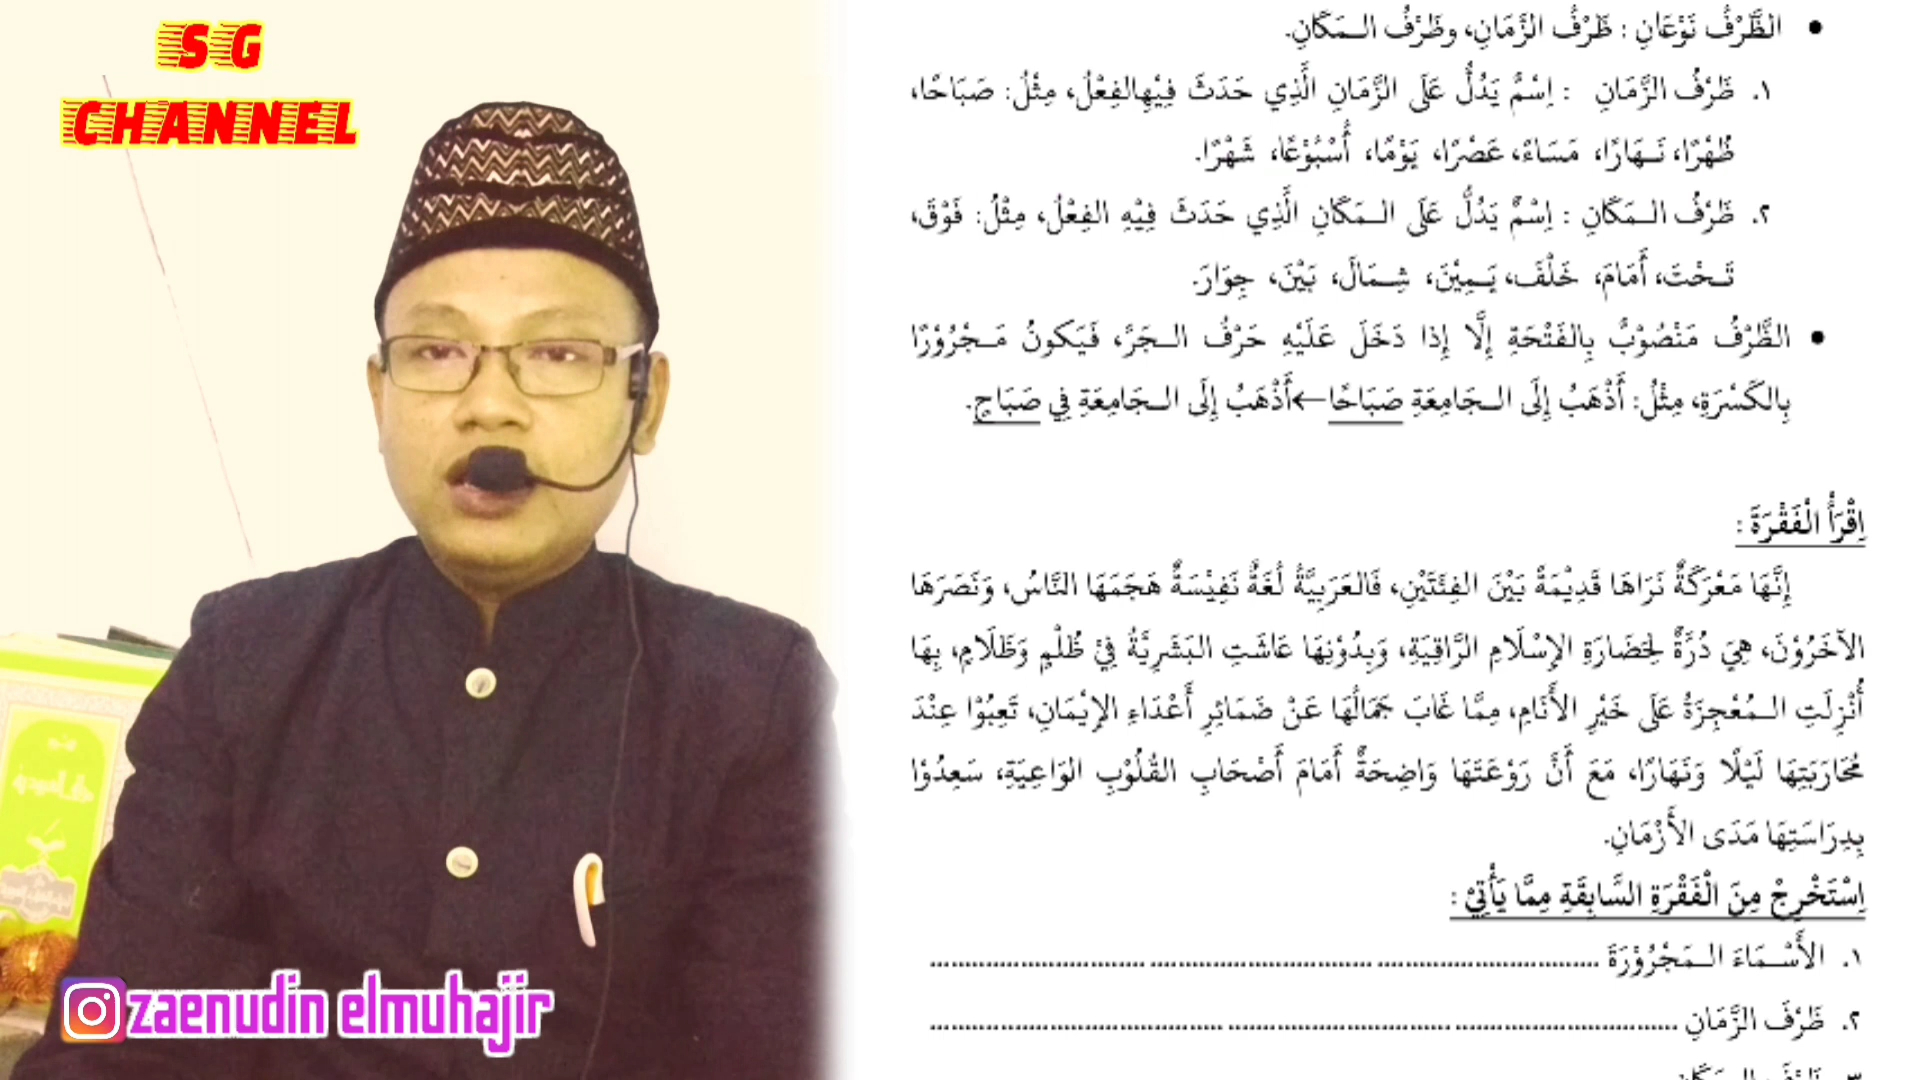 SG
CHANNEL
• الظَّرْفُ نَوْعَانِ : ظَرْفُ الزَّمَانِ، وظَرْفُ الـمَكَانِ.
١. ظَرْفُ الزَّمَانِ : اِسْمٌ يَدُلُّ عَلَى الزَّمَانِ الَّذِي حَدَثَ فِيْهِالفِعْلُ، مِثْلُ: صَبَاحًا،
ظُهْرًا، نَـهَارًا، مَسَاءً، عَصْرًا، يَوْمًا، أُسْبُوْعًا، شَهْرًا.
٢. ظَرْفُ الـمَكَانِ : اِسْمٌ يَدُلُّ عَلَى الـمَكَانِ الَّذِي حَدَثَ فِيْهِ الفِعْلُ، مِثْلُ: فَوْقَ،
تَـحْتَ، أَمَامَ، خَلْفَ، يَـمِيْنَ، شِـمَالَ، بَيْنَ، جِوَارَ.
• الظَّرْفُ مَنْصُوْبٌ بِالفَتْحَةِ إِلَّا إِذا دَخَلَ عَلَيْهِ حَرْفُ الـجَرِّ، فَيَكونُ مَـجْرُوْرًا
بِالكَسْرَةِ، مِثْلُ: أَذْهَبُ إِلَى الـجَامِعَةِ صَبَاحًا←أَذْهَبُ إِلَى الـجَامِعَةِ فِي صَبَاحٍ.
اِقْرَأْ الْفَقْرَةَ :
إِنَّهَا مَعْرَكَةٌ نَرَاهَا قَدِيْمَةً بَيْنَ الفِئَتَيْنِ، فَالعَرَبِيَّةُ لُغَةٌ نَفِيْسَةٌ هَجَمَهَا النَّاسُ، وَنَصَرَهَا
الآخَرُوْنَ، هِيَ دُرَّةٌ لِحَضَارَةِ الإِسْلَامِ الرَّاقِيَةِ، وَبِدُوْنِهَا عَاشَتِ البَشَرِيَّةُ فِيْ ظُلْمٍ وَظَلَامٍ، بِهَا
أُنْزِلَتِ الـمُعْجِزَةُ عَلَى خَيْرِ الأَنَامِ، مِمَّا غَابَ جَمَالُهَا عَنْ ضَمَائِرِ أَعْدَاءِ الإِيْمَانِ، تَعِبُوْا عِنْدَ
مُحَارَبَتِهَا لَيْلًا وَنَهَارًا، مَعَ أَنَّ رَوْعَتَهَا وَاضِحَةٌ أَمَامَ أَصْحَابِ القُلُوْبِ الوَاعِيَةِ، سَعِدُوْا
بِدِرَاسَتِهَا مَدَى الأَزْمَانِ.
اِسْتَخْرِجْ مِنَ الْفَقْرَةِ السَّابِقَةِ مِمَّا يَأْتِيْ :
١. الأَسْـمَاءَ الـمَجْرُوْرَةَ ........................................................................
٢. ظَرْفَ الزَّمَانِ ........................................................................
zaenudin elmuhajir